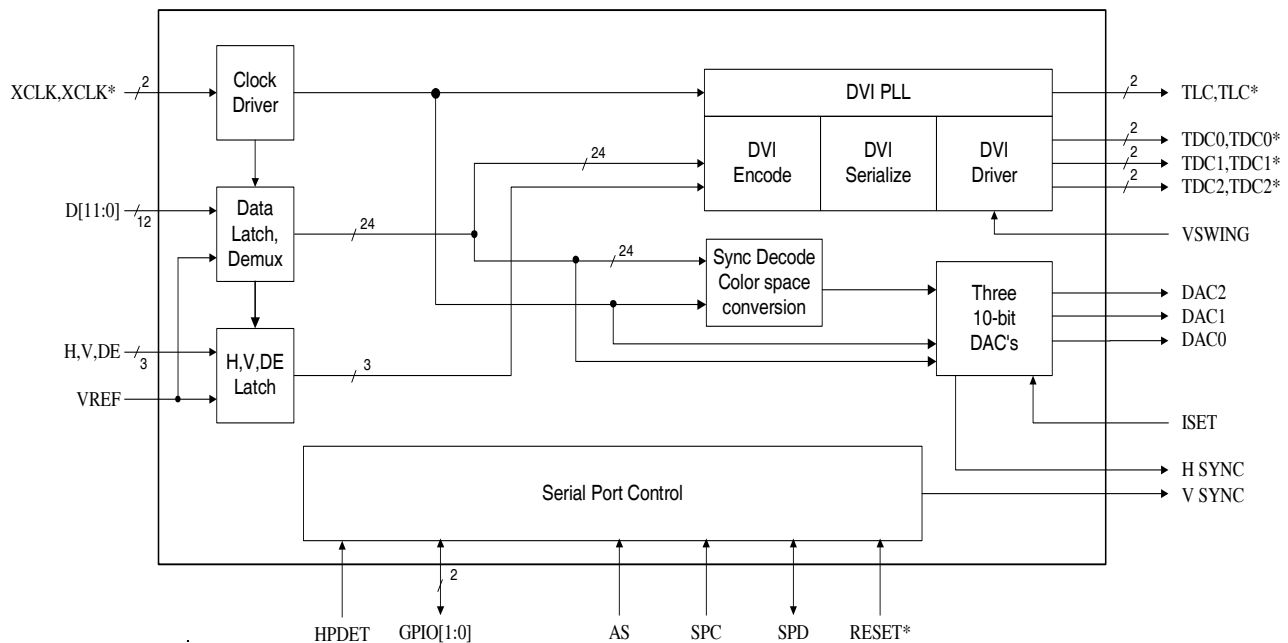 XCLK,XCLK*
2
Clock
Driver
DVI PLL
2
TLC,TLC*
DVI
Encode
DVI
Serialize
DVI
Driver
2
TDC0,TDC0*
2
TDC1,TDC1*
2
TDC2,TDC2*
24
D[11:0]
12
Data
Latch,
Demux
24
VSWING
24
Sync Decode
Color space
conversion
Three
10-bit
DAC's
DAC2
DAC1
DAC0
H,V,DE
3
H,V,DE
Latch
3
VREF
ISET
H SYNC
V SYNC
Serial Port Control
2
HPDET
GPIO[1:0]
AS
SPC
SPD
RESET*